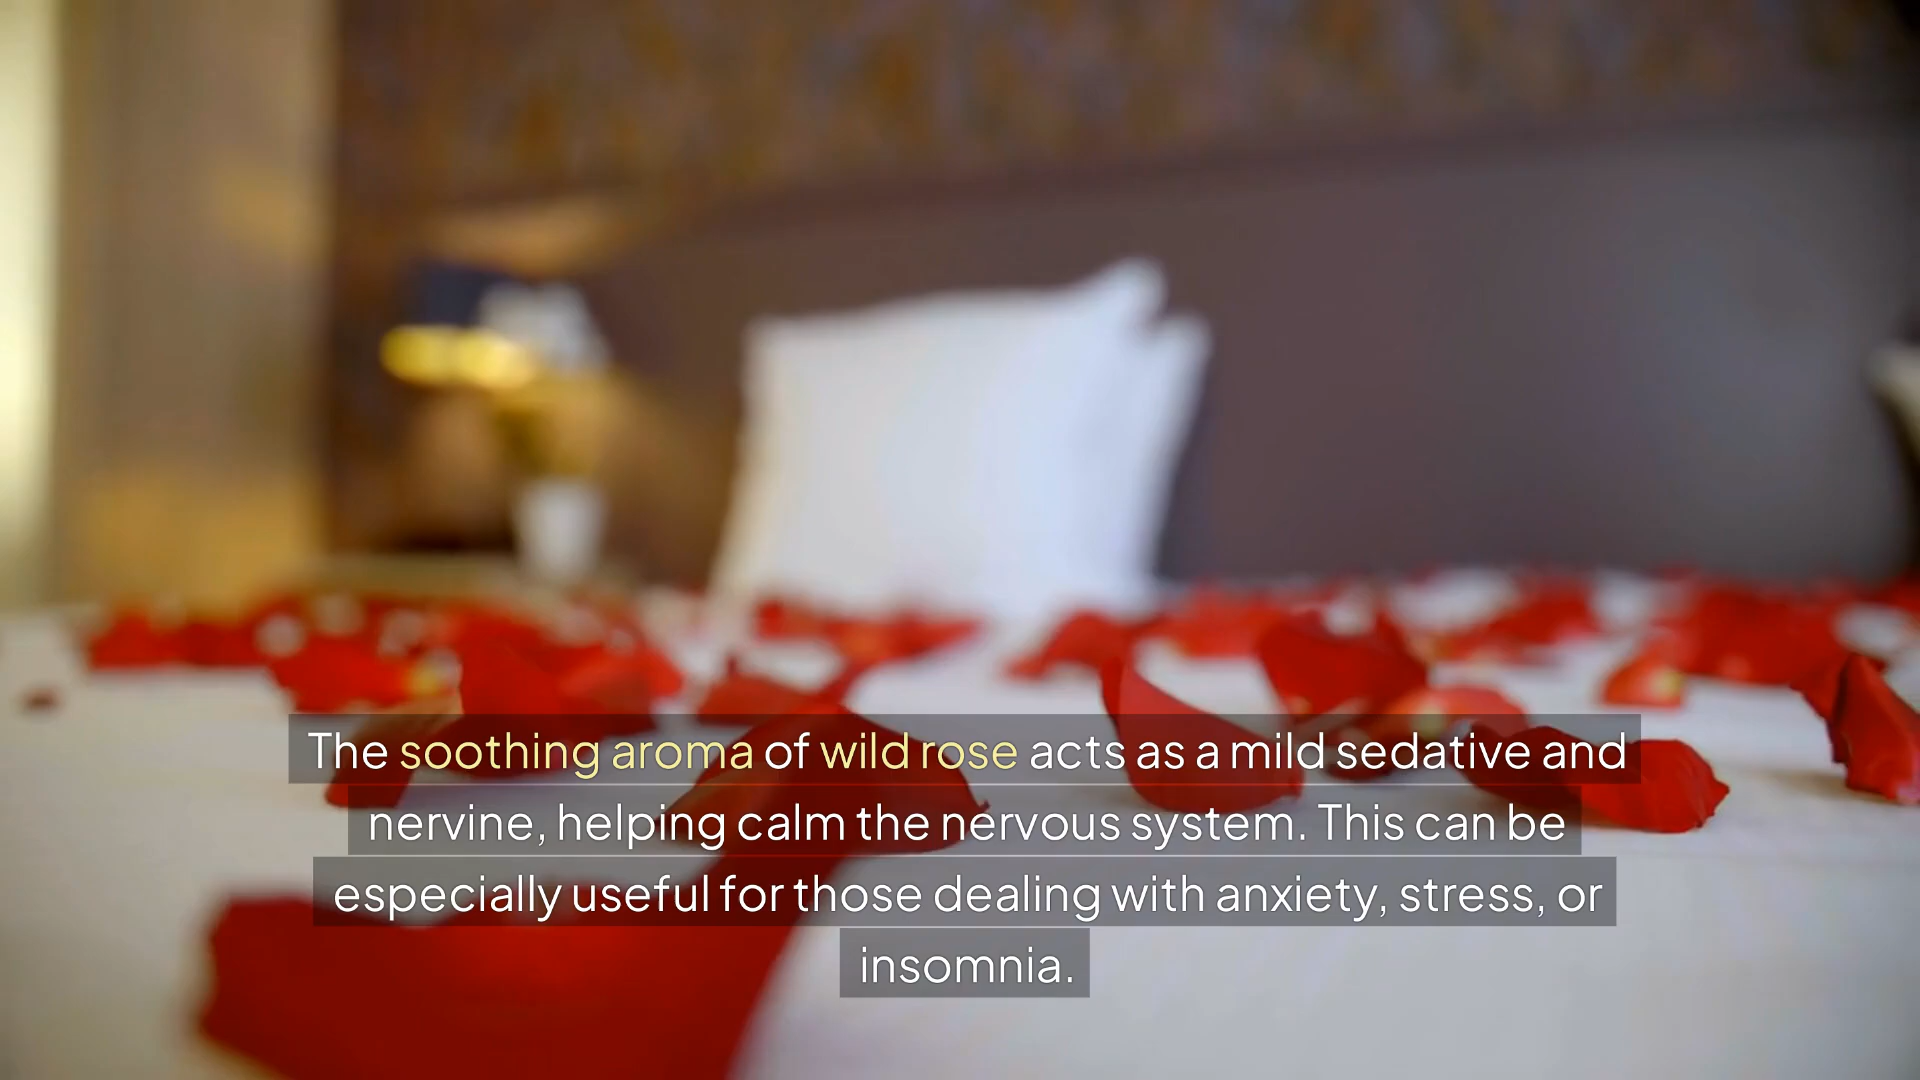 The soothing aroma of wild rose acts as a mild sedative and
nervine, helping calm the nervous system. This can be
especially useful for those dealing with anxiety, stress, or
insomnia.